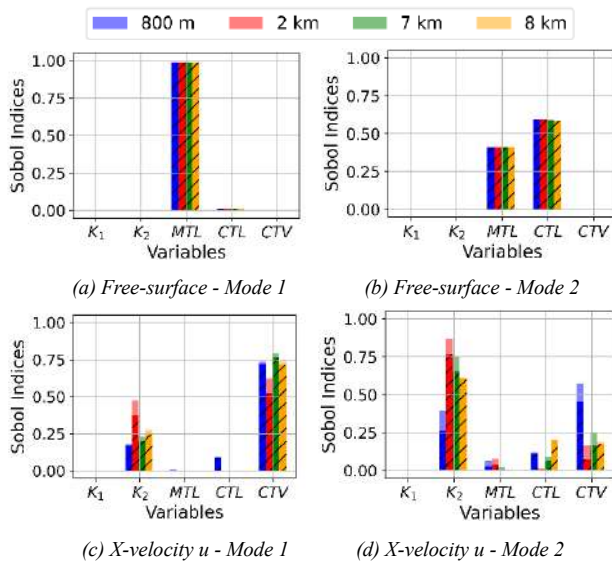 800 m 2 km 7 km 8 km
1.00
0.75
0.50
0.25
0.00
Sobol Indices
K1 K2 MTL CTL CTV
Variables
(a) Free-surface - Mode 1
1.00
0.75
0.50
0.25
0.00
Sobol Indices
K1 K2 MTL CTL CTV
Variables
(b) Free-surface - Mode 2
1.00
0.75
0.50
0.25
0.00
Sobol Indices
K1 K2 MTL CTL CTV
Variables
(c) X-velocity u - Mode 1
1.00
0.75
0.50
0.25
0.00
Sobol Indices
K1 K2 MTL CTL CTV
Variables
(d) X-velocity u - Mode 2